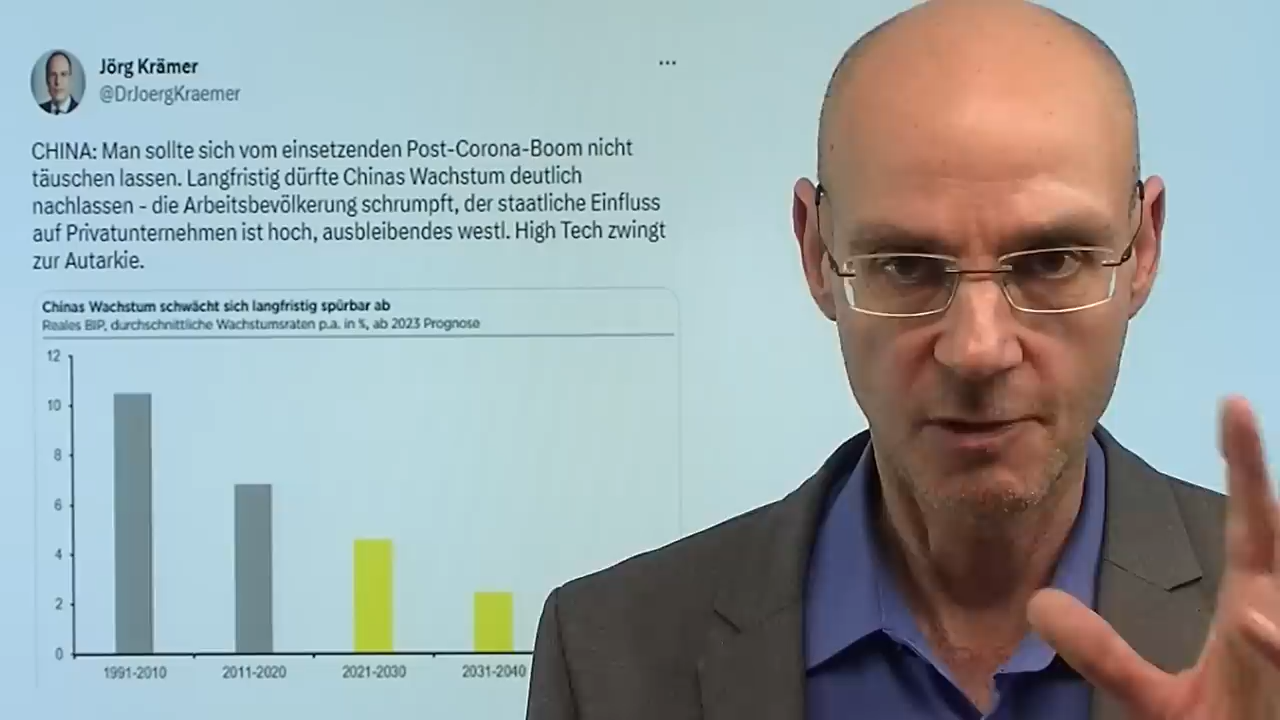 Jörg Krämer
@DrJoergKraemer
CHINA: Man sollte sich vom einsetzenden Post-Corona-Boom nicht
täuschen lassen. Langfristig dürfte Chinas Wachstum deutlich
nachlassen - die Arbeitsbevölkerung schrumpft, der staatliche Einfluss
auf Privatunternehmen ist hoch, ausbleibendes westl. High Tech zwingt
zur Autarkie.
Chinas Wachstum schwächt sich langfristig spürbar ab
Reales BIP, durchschnittliche Wachstumsraten p.a. in %, ab 2023 Prognose
12
10
8
6
4
2
0
1991-2010 2011-2020 2021-2030 2031-2040